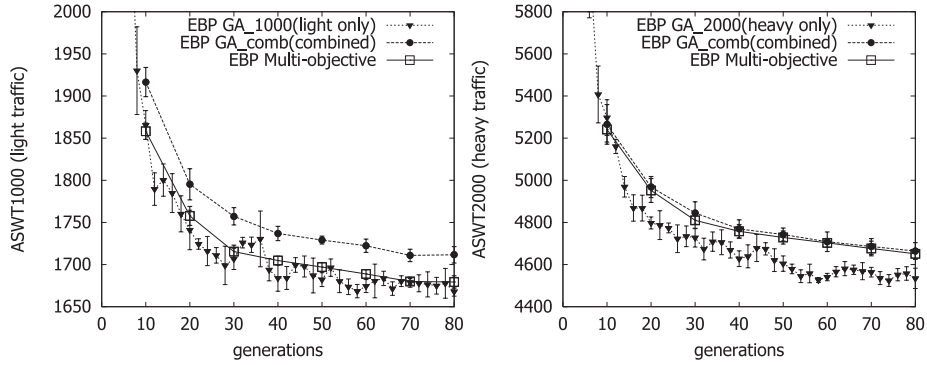 ASWT1000 (light traffic)
2000
1950
1900
1850
1800
1750
1700
1650
0 10 20 30 40 50 60 70 80
generations
EBP GA_1000(light only)
EBP GA_comb(combined)
EBP Multi-objective
ASWT2000 (heavy traffic)
5800
5600
5400
5200
5000
4800
4600
4400
0 10 20 30 40 50 60 70 80
generations
EBP GA_2000(heavy only)
EBP GA_comb(combined)
EBP Multi-objective